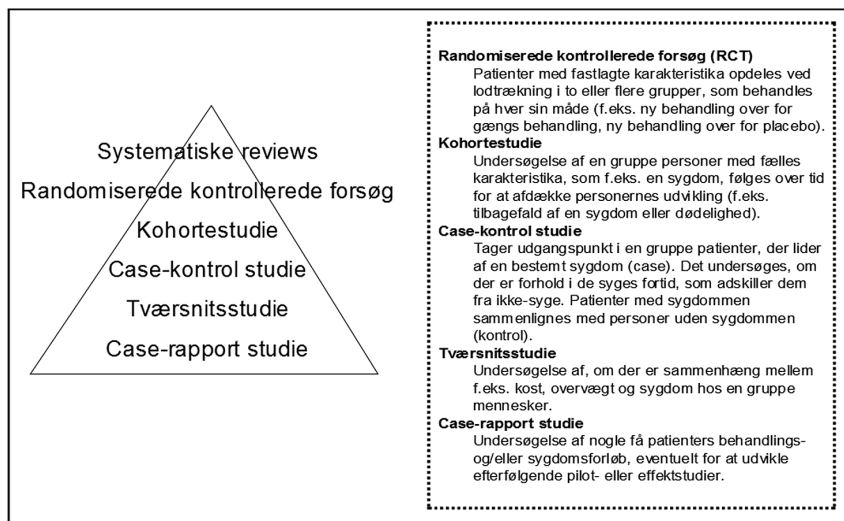 Systematiske reviews
Randomiserede kontrollerede forsøg
Kohortestudie
Case-kontrol studie
Tværsnitsstudie
Case-rapport studie
Randomiserede kontrollerede forsøg (RCT)
Patienter med fastlagte karakteristika opdeles ved
lodtrækning i to eller flere grupper, som behandles
på hver sin måde (f.eks. ny behandling over for
gængs behandling, ny behandling over for placebo).
Kohortestudie
Undersøgelse af en gruppe personer med fælles
karakteristika, som f.eks. en sygdom, følges over tid
for at afdække personernes udvikling (f.eks.
tilbagefald af en sygdom eller dødelighed).
Case-kontrol studie
Tager udgangspunkt i en gruppe patienter, der lider
af en bestemt sygdom (case). Det undersøges, om
der er forhold i de syges fortid, som adskiller dem
fra ikke-syge. Patienter med sygdommen
sammenlignes med personer uden sygdommen
(kontrol).
Tværsnitsstudie
Undersøgelse af, om der er sammenhæng mellem
f.eks. kost, overvægt og sygdom hos en gruppe
mennesker.
Case-rapport studie
Undersøgelse af nogle få patienters behandlings-
og/eller sygdomsforløb, eventuelt for at udvikle
efterfølgende pilot- eller effektstudier.